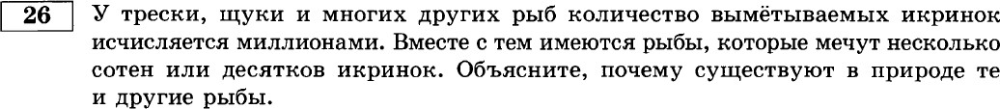 26 У трески, щуки и многих других рыб количество вымётываемых икринок
исчисляется миллионами. Вместе с тем имеются рыбы, которые мечут несколько
сотен или десятков икринок. Объясните, почему существуют в природе те
и другие рыбы.